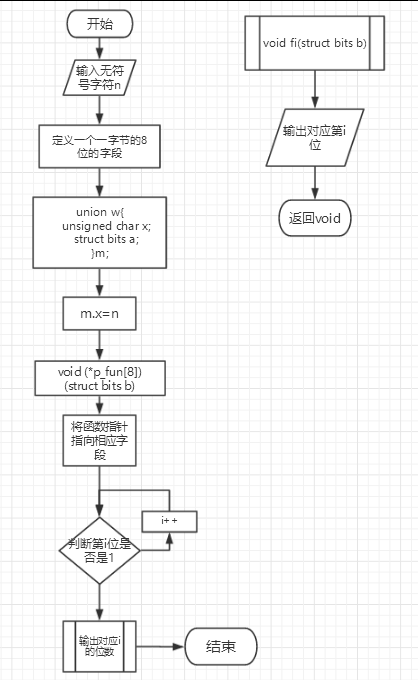 开始
输入无符
号字符n
定义一个一字节的8
位的字段
union w{
unsigned char x;
struct bits a;
}m;
m.x=n
void (*p_fun[8])
(struct bits b)
将函数指针
指向相应字
段
i++
判断第i位是
否是1
输出对应i
的位数
结束
void fi(struct bits b)
输出对应第i
位
返回void